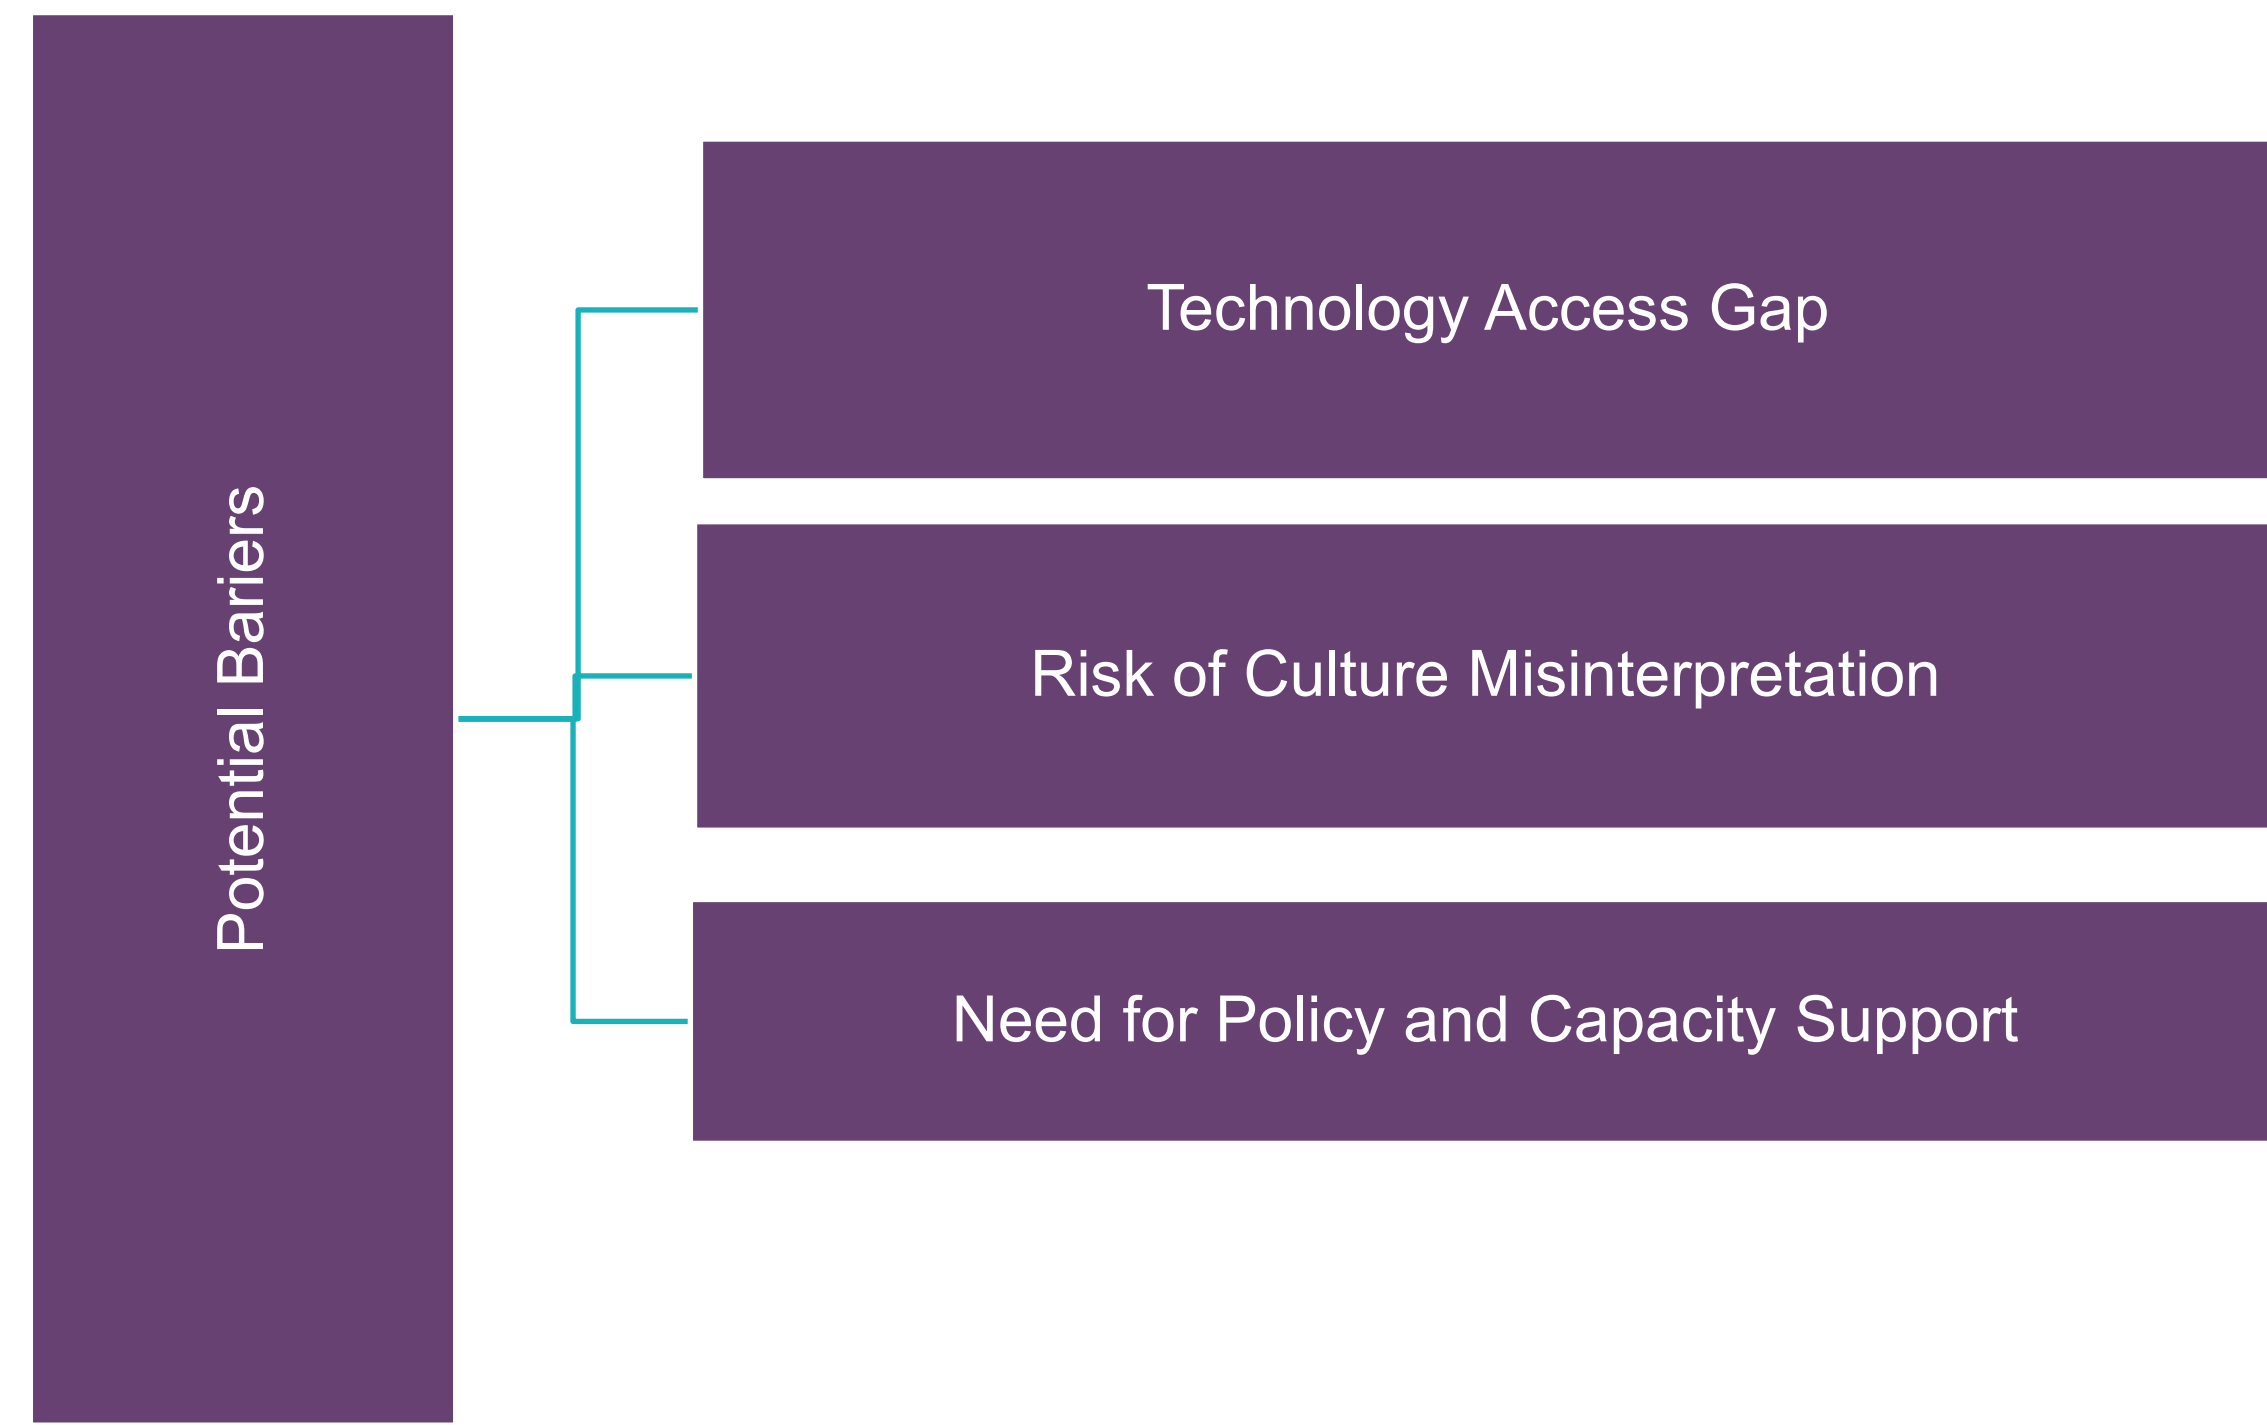 Potential Bariers
Technology Access Gap
Risk of Culture Misinterpretation
Need for Policy and Capacity Support